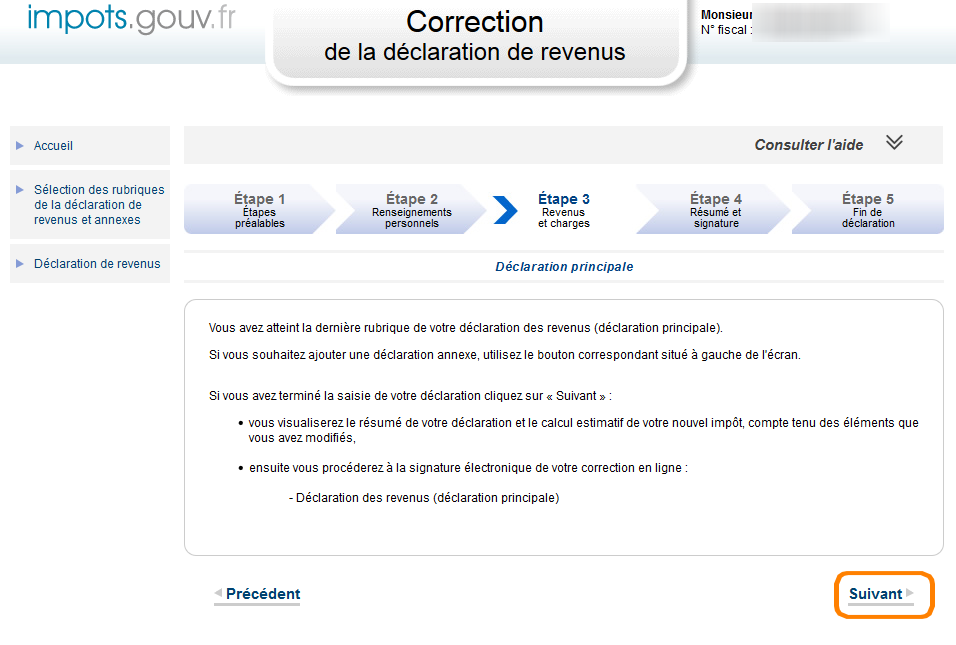 impots.gouv.fr
Correction
de la déclaration de revenus
Monsieur
N° fiscal :
Accueil
Sélection des rubriques
de la déclaration de
revenus et annexes
Déclaration de revenus
Consulter l'aide
Étape 1
Étapes
préalables
Étape 2
Renseignements
personnels
Étape 3
Revenus
et charges
Étape 4
Résumé et
signature
Étape 5
Fin de
déclaration
Déclaration principale
Vous avez atteint la dernière rubrique de votre déclaration des revenus (déclaration principale).
Si vous souhaitez ajouter une déclaration annexe, utilisez le bouton correspondant situé à gauche de l'écran.
Si vous avez terminé la saisie de votre déclaration cliquez sur « Suivant » :
• vous visualiserez le résumé de votre déclaration et le calcul estimatif de votre nouvel impôt, compte tenu des éléments que
vous avez modifiés,
• ensuite vous procéderez à la signature électronique de votre correction en ligne :
- Déclaration des revenus (déclaration principale)
Précédent
Suivant